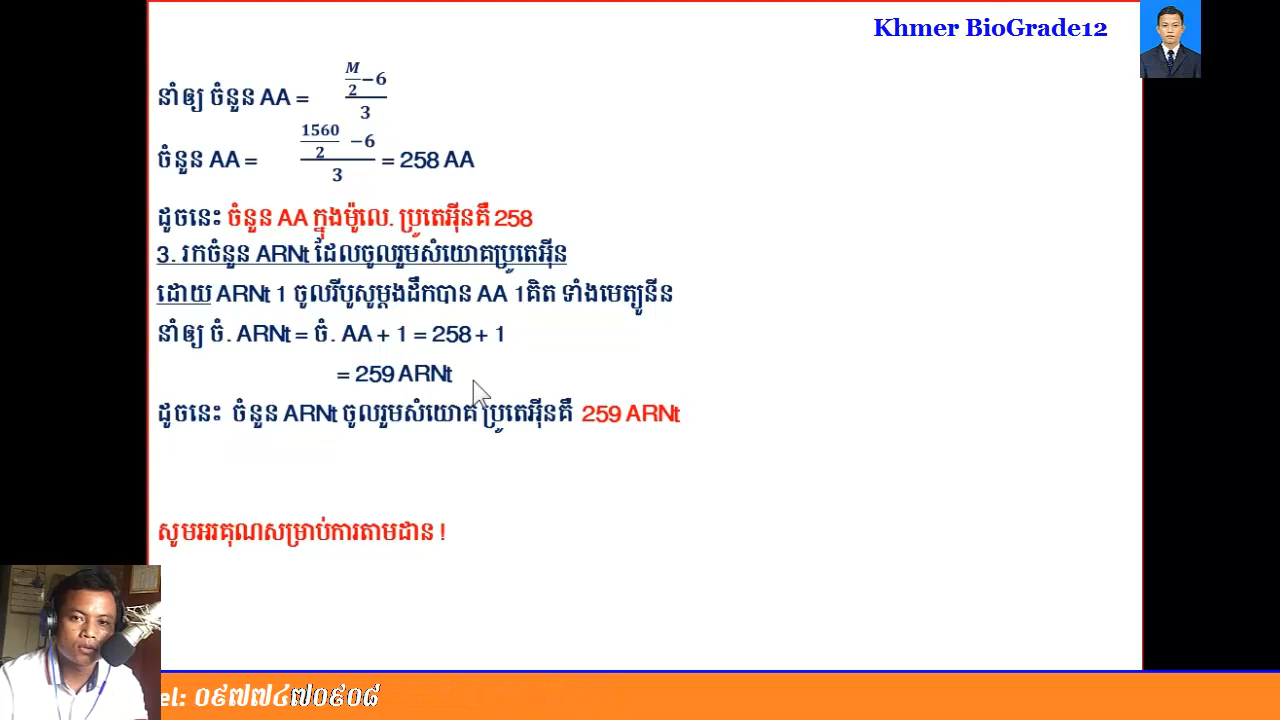 Khmer BioGrade12
នាំឲ្យ ចំនួន AA = (M/2 − 6)/3
ចំនួន AA = (1560/2 − 6)/3 = 258 AA
ដូចនេះ ចំនួន AA ក្នុងម៉ូលេ. ប្រូតេអ៊ីនគឺ 258
3. រកចំនួន ARNt ដែលចូលរួមសំយោគប្រូតេអ៊ីន
ដោយ ARNt 1 ចូលរីបូសូម្តងដឹកបាន AA 1គិត ទាំងមេត្យូនីន
នាំឲ្យ ចំ. ARNt = ចំ. AA + 1 = 258 + 1
= 259 ARNt
ដូចនេះ ចំនួន ARNt ចូលរួមសំយោគ ប្រូតេអ៊ីនគឺ 259 ARNt
សូមអរគុណសម្រាប់ការតាមដាន !
el: ០៩៧៧៤៧០៩០៨